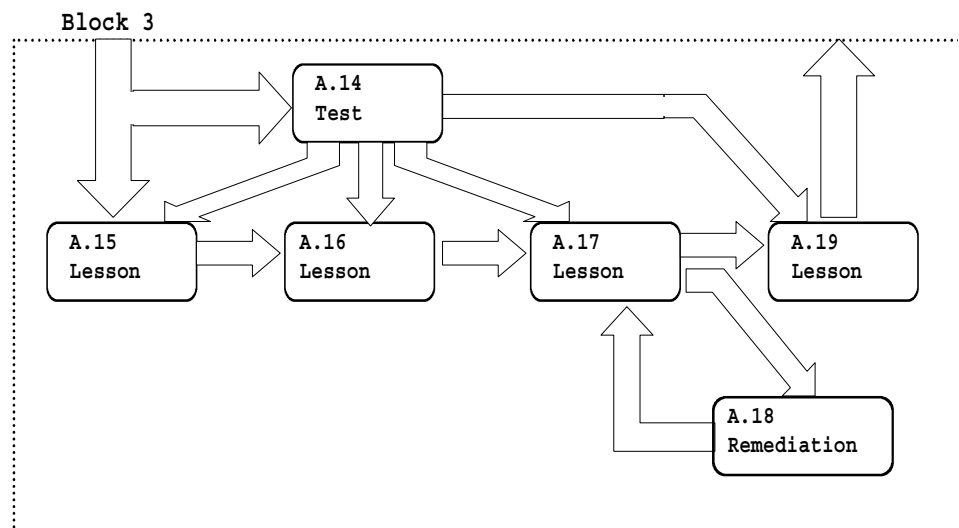 Block 3
A.14
Test
A.15
Lesson
A.16
Lesson
A.17
Lesson
A.19
Lesson
A.18
Remediation